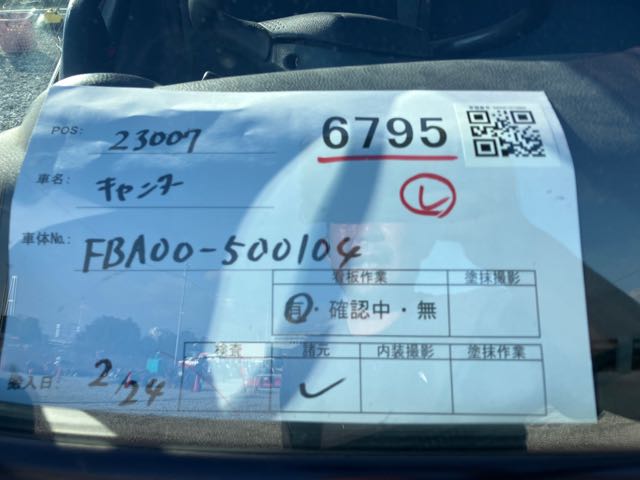 POS: 23007
6795
車名: キャンター
レ
車体No.: FBA00-500104
看板作業 塗抹撮影
有・確認中・無
検査 諸元 内装撮影 塗抹作業
搬入日: 2/24
✓